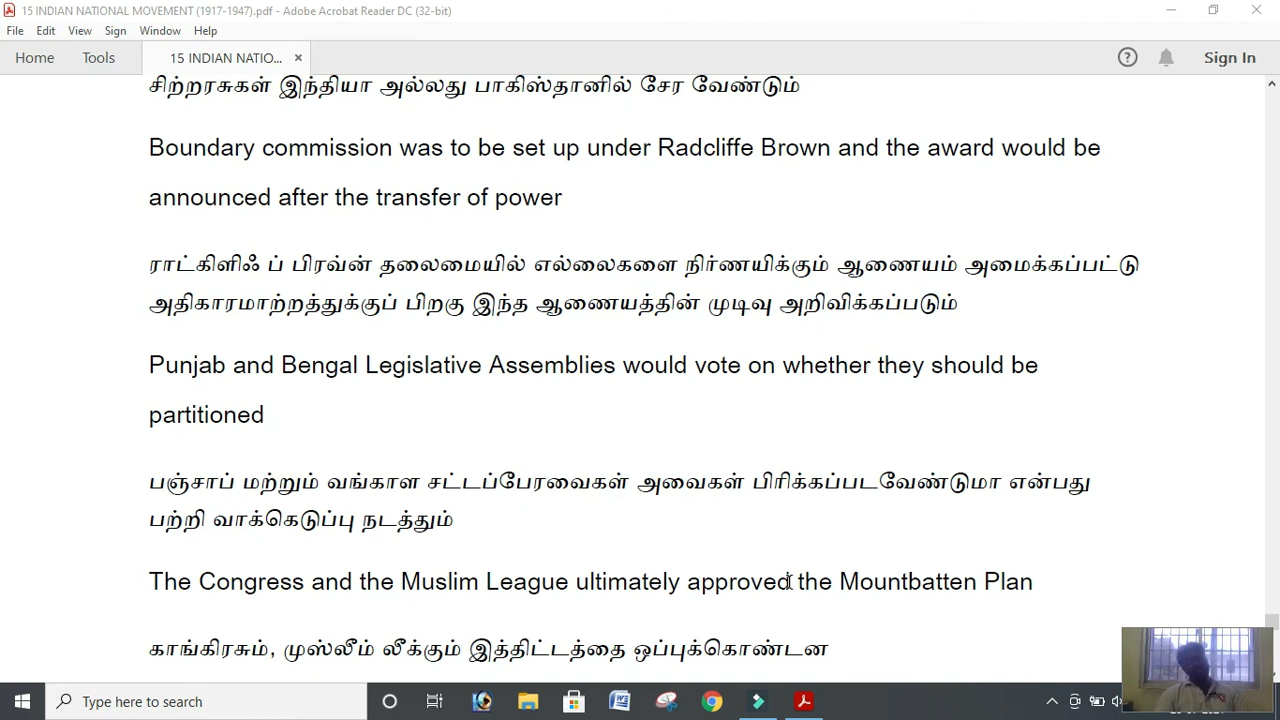 15 INDIAN NATIONAL MOVEMENT (1917-1947).pdf - Adobe Acrobat Reader DC (32-bit)
File Edit View Sign Window Help
Home Tools 15 INDIAN NATIO... × Sign In
சிற்றரசுகள் இந்தியா அல்லது பாகிஸ்தானில் சேர வேண்டும்
Boundary commission was to be set up under Radcliffe Brown and the award would be
announced after the transfer of power
ராட்கிளிஃ ப் பிரவ்ன் தலைமையில் எல்லைகளை நிர்ணயிக்கும் ஆணையம் அமைக்கப்பட்டு
அதிகாரமாற்றத்துக்குப் பிறகு இந்த ஆணையத்தின் முடிவு அறிவிக்கப்படும்
Punjab and Bengal Legislative Assemblies would vote on whether they should be
partitioned
பஞ்சாப் மற்றும் வங்காள சட்டப்பேரவைகள் அவைகள் பிரிக்கப்படவேண்டுமா என்பது
பற்றி வாக்கெடுப்பு நடத்தும்
The Congress and the Muslim League ultimately approved the Mountbatten Plan
காங்கிரசும், முஸ்லீம் லீக்கும் இத்திட்டத்தை ஒப்புக்கொண்டன
Type here to search